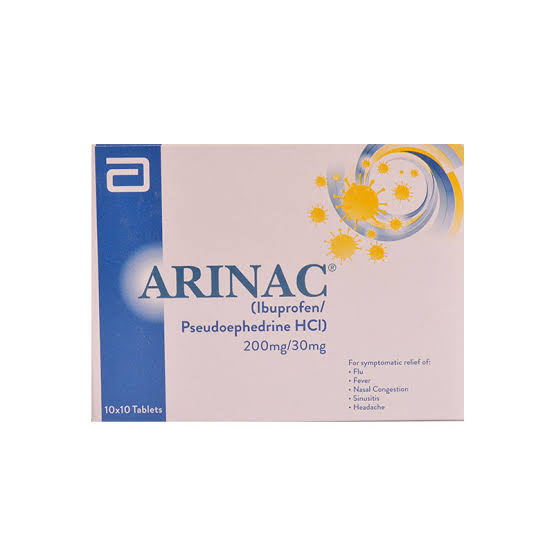 ARINAC®
(Ibuprofen/
Pseudoephedrine HCl)
200mg/30mg
For symptomatic relief of:
• Flu
• Fever
• Nasal Congestion
• Sinusitis
• Headache
10x10 Tablets